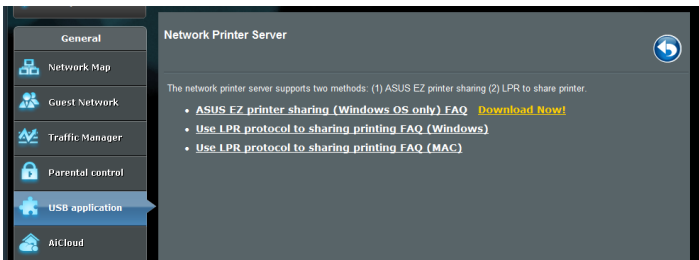 General
Network Map
Guest Network
Traffic Manager
Parental control
USB application
AiCloud
Network Printer Server
The network printer server supports two methods: (1) ASUS EZ printer sharing (2) LPR to share printer.
ASUS EZ printer sharing (Windows OS only) FAQ Download Now!
Use LPR protocol to sharing printing FAQ (Windows)
Use LPR protocol to sharing printing FAQ (MAC)